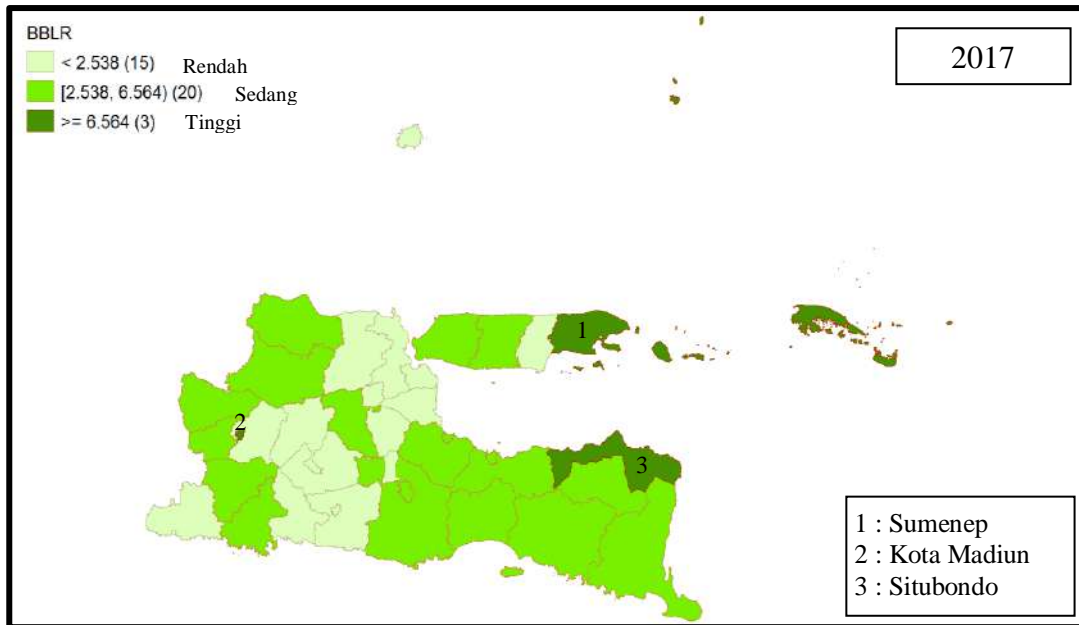 BBLR
2017
< 2.538 (15) Rendah
[2.538, 6.564) (20) Sedang
>= 6.564 (3) Tinggi
1
2
3
1 : Sumenep
2 : Kota Madiun
3 : Situbondo